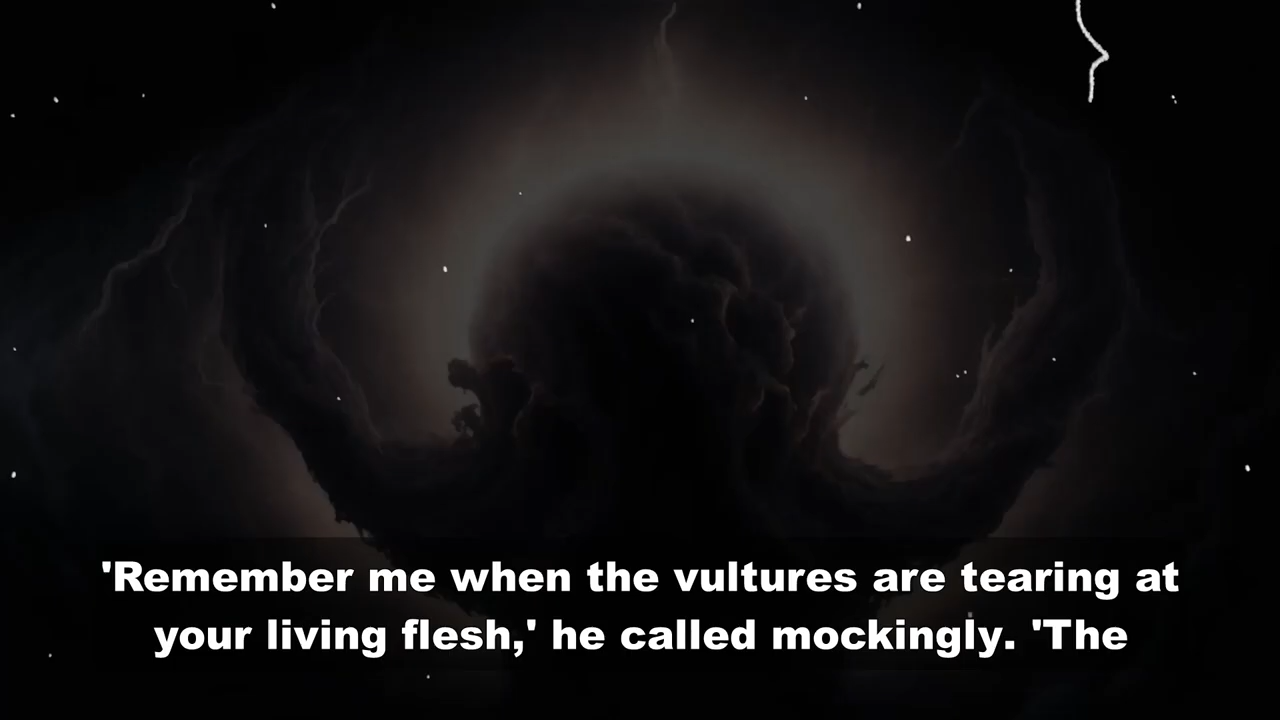 'Remember me when the vultures are tearing at
your living flesh,' he called mockingly. 'The